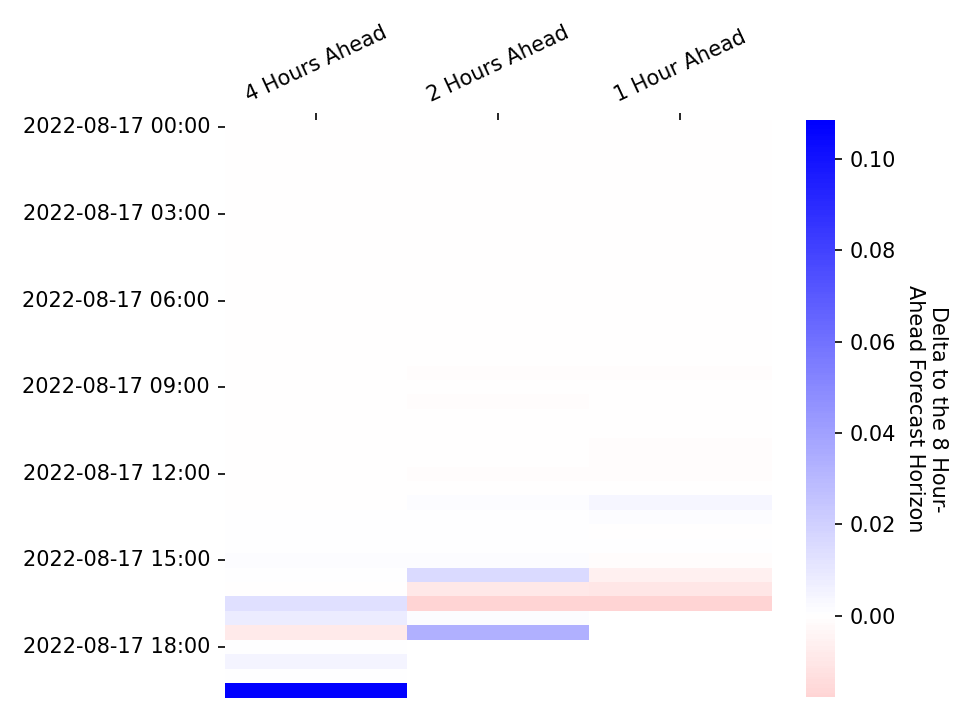 4 Hours Ahead
2 Hours Ahead
1 Hour Ahead
2022-08-17 00:00
2022-08-17 03:00
2022-08-17 06:00
2022-08-17 09:00
2022-08-17 12:00
2022-08-17 15:00
2022-08-17 18:00
0.10
0.08
0.06
0.04
0.02
0.00
Delta to the 8 Hour-
Ahead Forecast Horizon